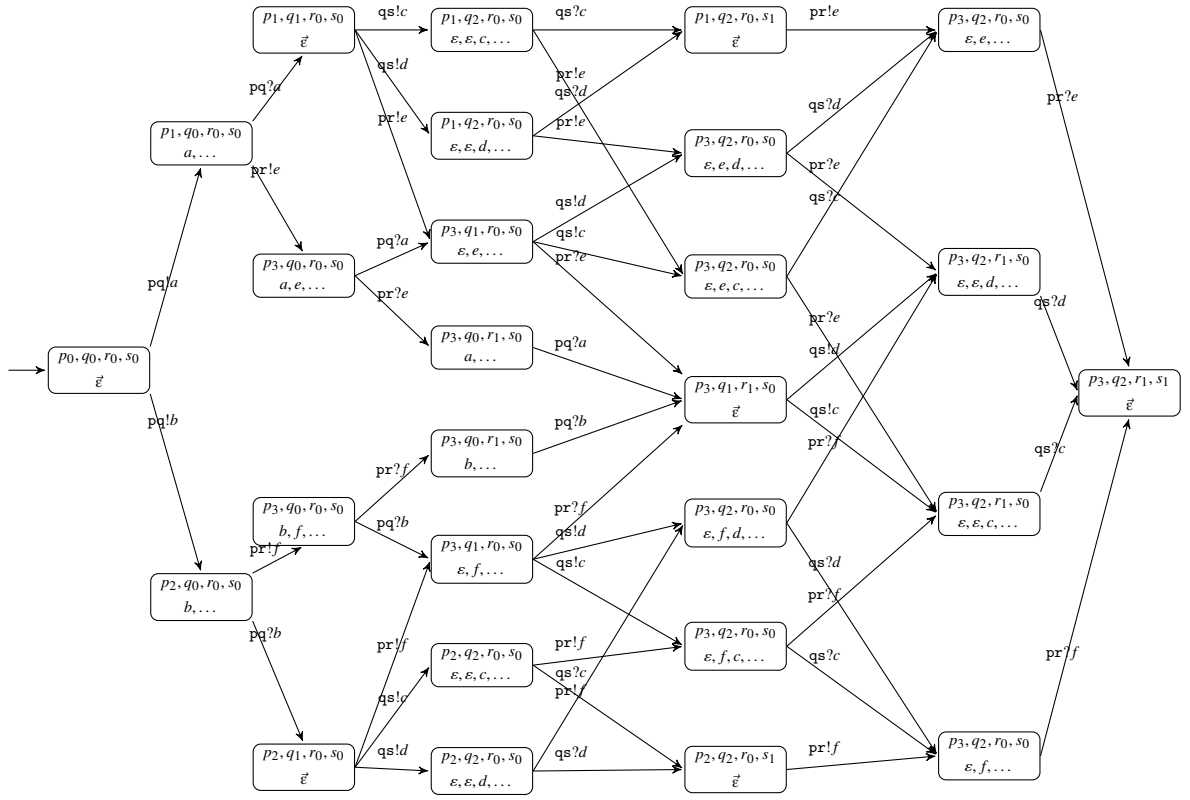 p₁, q₁, r₀, s₀
ε⃗
qs!c
p₁, q₂, r₀, s₀
ε, ε, c, …
qs?c
p₁, q₂, r₀, s₁
ε⃗
pr!e
p₃, q₂, r₀, s₀
ε, e, …
qs!d
pr!e
qs?d
pr!e
pq?a
pr!e
p₁, q₂, r₀, s₀
ε, ε, d, …
qs?d
pr?e
p₁, q₀, r₀, s₀
a, …
p₃, q₂, r₀, s₀
ε, e, d, …
pr!e
pr?e
qs?c
qs!d
p₃, q₁, r₀, s₀
ε, e, …
pq?a
qs!c
pr?e
p₃, q₀, r₀, s₀
a, e, …
p₃, q₂, r₀, s₀
ε, e, c, …
p₃, q₂, r₁, s₀
ε, ε, d, …
pq!a
pr?e
qs?d
pr?e
p₃, q₀, r₁, s₀
a, …
pq?a
qs!d
p₀, q₀, r₀, s₀
ε⃗
p₃, q₁, r₁, s₀
ε⃗
p₃, q₂, r₁, s₁
ε⃗
pq!b
pq?b
qs!c
p₃, q₀, r₁, s₀
b, …
pr?f
qs?c
pr?f
p₃, q₀, r₀, s₀
b, f, …
pq?b
pr?f
p₃, q₂, r₀, s₀
ε, f, d, …
p₃, q₂, r₁, s₀
ε, ε, c, …
pr!f
qs!d
p₃, q₁, r₀, s₀
ε, f, …
qs!c
qs?d
p₂, q₀, r₀, s₀
b, …
pr?f
pq?b
pr!f
p₂, q₂, r₀, s₀
ε, ε, c, …
pr!f
p₃, q₂, r₀, s₀
ε, f, c, …
qs?c
pr?f
qs?c
pr!f
qs!c
p₂, q₁, r₀, s₀
ε⃗
qs!d
p₂, q₂, r₀, s₀
ε, ε, d, …
qs?d
p₂, q₂, r₀, s₁
ε⃗
pr!f
p₃, q₂, r₀, s₀
ε, f, …